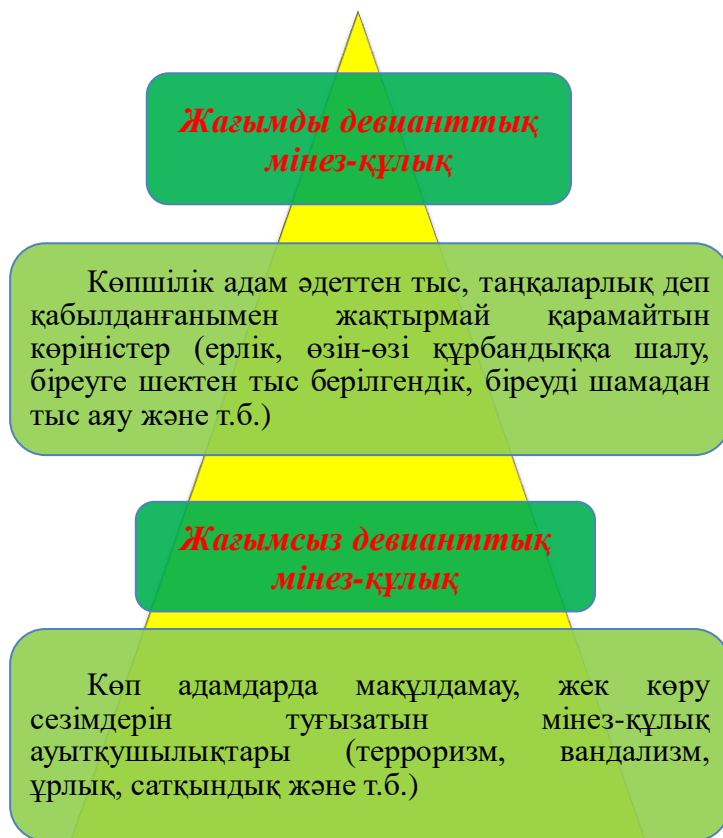 Жағымды девианттық
мінез-құлық
Көпшілік адам әдеттен тыс, таңқаларлық деп
қабылданғанымен жақтырмай қарамайтын
көріністер (ерлік, өзін-өзі құрбандыққа шалу,
біреуге шектен тыс берілгендік, біреуді шамадан
тыс аяу және т.б.)
Жағымсыз девианттық
мінез-құлық
Көп адамдарда мақұлдамау, жек көру
сезімдерін туғызатын мінез-құлық
ауытқушылықтары (терроризм, вандализм,
ұрлық, сатқындық және т.б.)